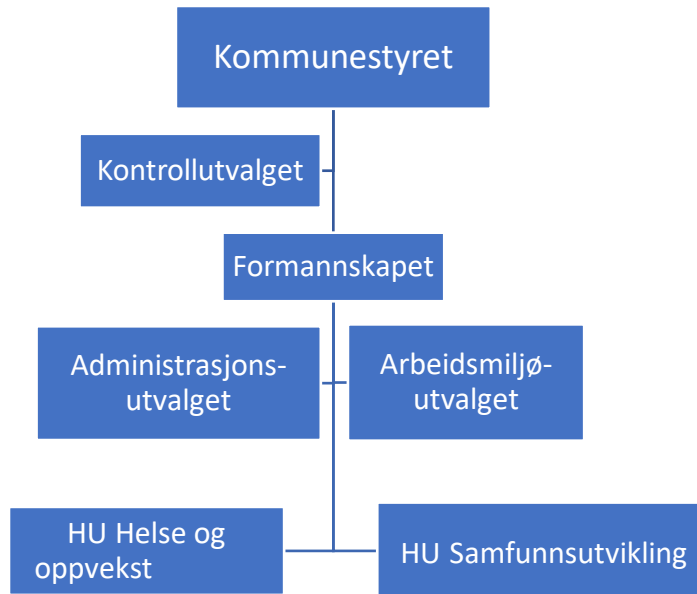 Kommunestyret
Kontrollutvalget
Formannskapet
Administrasjons-
utvalget
Arbeidsmiljø-
utvalget
HU Helse og
oppvekst
HU Samfunnsutvikling